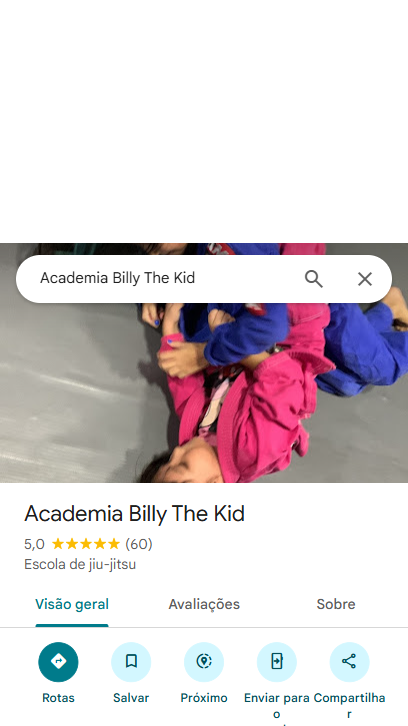 Academia Billy The Kid
Academia Billy The Kid
5,0 (60)
Escola de jiu-jitsu
Visão geral Avaliações Sobre
Rotas Salvar Próximo Enviar para o Compartilhar